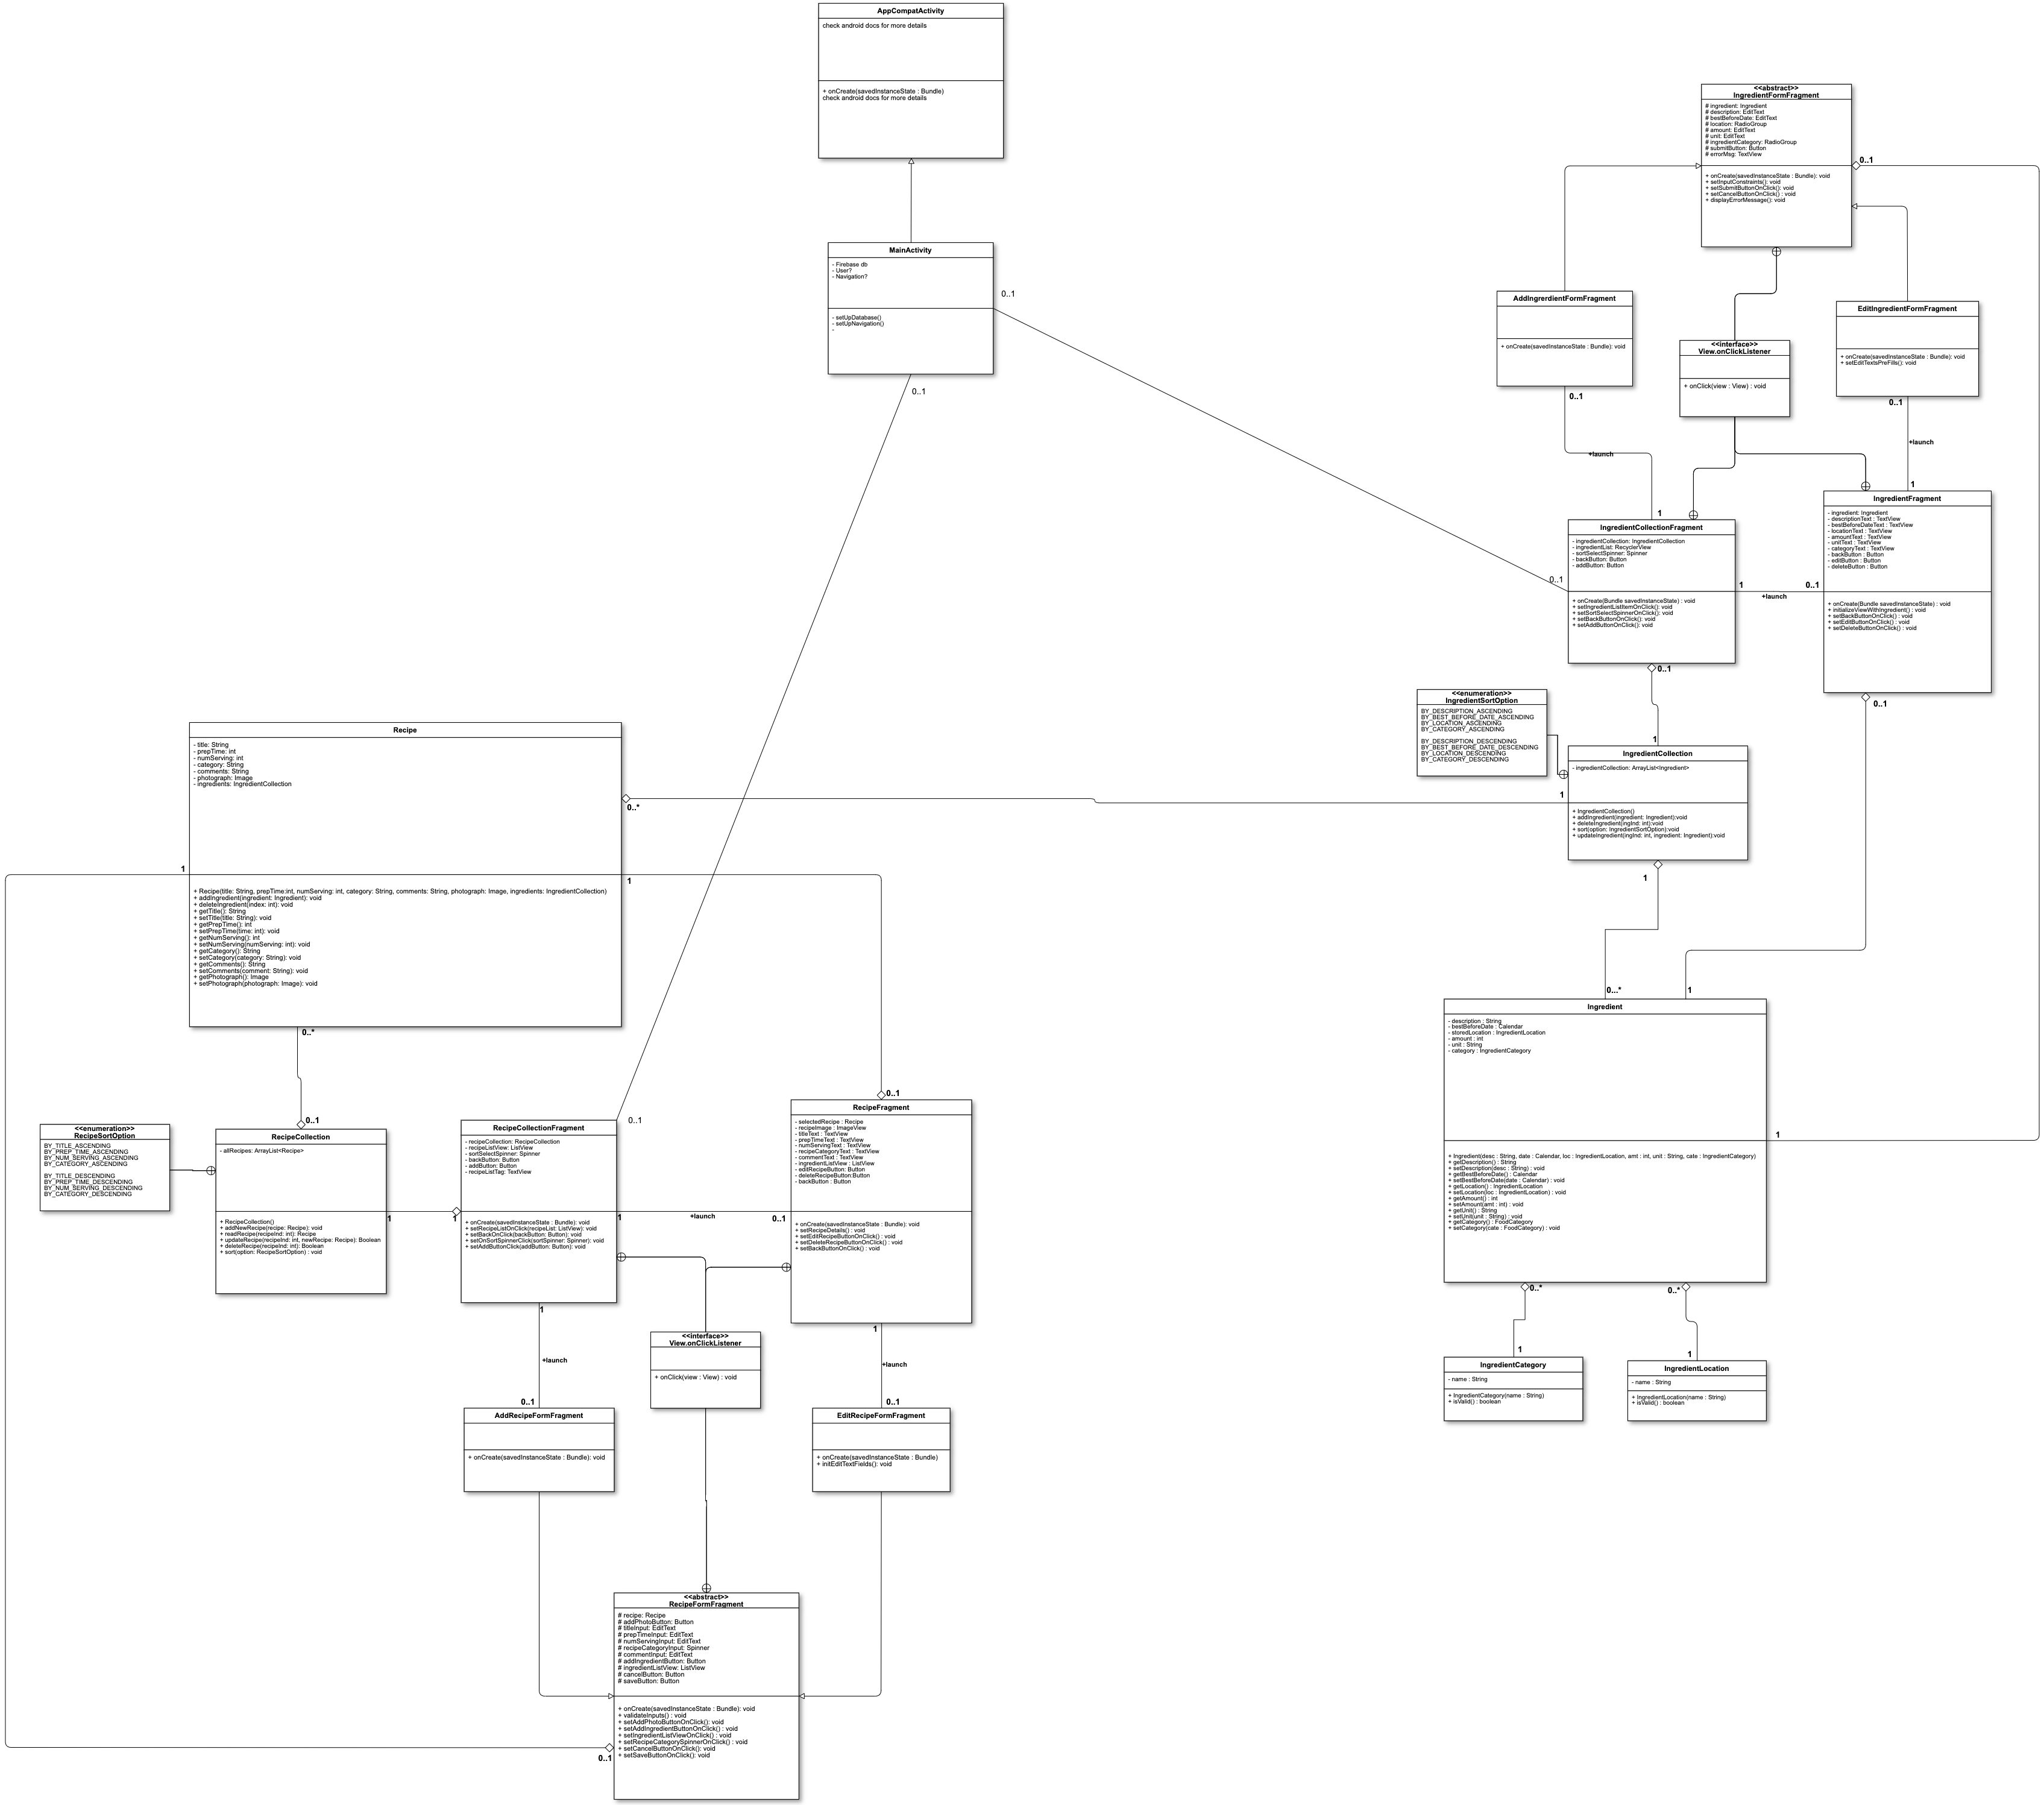 AppCompatActivity
check android docs for more details
+ onCreate(savedInstanceState : Bundle)
check android docs for more details
<<abstract>>
IngredientFormFragment
# ingredient: Ingredient
# description: EditText
# bestBeforeDate: EditText
# location: RadioGroup
# amount: EditText
# unit: EditText
# ingredientCategory: RadioGroup
# submitButton: Button
# errorMsg: TextView
+ onCreate(savedInstanceState : Bundle): void
+ setInputConstraints(): void
+ setSubmitButtonOnClick(): void
+ setCancelButtonOnClick() : void
+ displayErrorMessage(): void
0..1
MainActivity
- Firebase db
- User?
- Navigation?
- setUpDatabase()
- setUpNavigation()
-
0..1
0..1
AddIngrerdientFormFragment
+ onCreate(savedInstanceState : Bundle): void
0..1
<<interface>>
View.onClickListener
+ onClick(view : View) : void
EditIngredientFormFragment
+ onCreate(savedInstanceState : Bundle): void
+ setEditTextsPreFills(): void
0..1
+launch
+launch
1
1
IngredientCollectionFragment
- ingredientCollection: IngredientCollection
- ingredientList: RecyclerView
- sortSelectSpinner: Spinner
- backButton: Button
- addButton: Button
+ onCreate(Bundle savedInstanceState) : void
+ setIngredientListItemOnClick(): void
+ setSortSelectSpinnerOnClick(): void
+ setBackButtonOnClick(): void
+ setAddButtonOnClick(): void
0..1
1
+launch
0..1
0..1
IngredientFragment
- ingredient: Ingredient
- descriptionText : TextView
- bestBeforeDateText : TextView
- locationText : TextView
- amountText : TextView
- unitText : TextView
- categoryText : TextView
- backButton : Button
- editButton : Button
- deleteButton : Button
+ onCreate(Bundle savedInstanceState) : void
+ initializeViewWithIngredient() : void
+ setBackButtonOnClick() : void
+ setEditButtonOnClick() : void
+ setDeleteButtonOnClick() : void
0..1
<<enumeration>>
IngredientSortOption
BY_DESCRIPTION_ASCENDING
BY_BEST_BEFORE_DATE_ASCENDING
BY_LOCATION_ASCENDING
BY_CATEGORY_ASCENDING
BY_DESCRIPTION_DESCENDING
BY_BEST_BEFORE_DATE_DESCENDING
BY_LOCATION_DESCENDING
BY_CATEGORY_DESCENDING
1
IngredientCollection
- ingredientCollection: ArrayList<Ingredient>
+ IngredientCollection()
+ addIngredient(ingredient: Ingredient):void
+ deleteIngredient(ingInd: int):void
+ sort(option: IngredientSortOption):void
+ updateIngredient(ingInd: int, ingredient: Ingredient):void
1
1
Recipe
- title: String
- prepTime: int
- numServing: int
- category: String
- comments: String
- photograph: Image
- ingredients: IngredientCollection
+ Recipe(title: String, prepTime:int, numServing: int, category: String, comments: String, photograph: Image, ingredients: IngredientCollection)
+ addIngredient(ingredient: Ingredient): void
+ deleteIngredient(index: int): void
+ getTitle(): String
+ setTitle(title: String): void
+ getPrepTime(): int
+ setPrepTime(time: int): void
+ getNumServing(): int
+ setNumServing(numServing: int): void
+ getCategory(): String
+ setCategory(category: String): void
+ getComments(): String
+ setComments(comment: String): void
+ getPhotograph(): Image
+ setPhotograph(photograph: Image): void
0..*
1
1
0..*
0...*
1
Ingredient
- description : String
- bestBeforeDate : Calendar
- storedLocation : IngredientLocation
- amount : int
- unit : String
- category : IngredientCategory
+ Ingredient(desc : String, date : Calendar, loc : IngredientLocation, amt : int, unit : String, cate : IngredientCategory)
+ getDescription() : String
+ setDescription(desc : String) : void
+ getBestBeforeDate() : Calendar
+ setBestBeforeDate(date : Calendar) : void
+ getLocation() : IngredientLocation
+ setLocation(loc : IngredientLocation) : void
+ getAmount() : int
+ setAmount(amt : int) : void
+ getUnit() : String
+ setUnit(unit : String) : void
+ getCategory() : FoodCategory
+ setCategory(cate : FoodCategory) : void
1
0..*
0..*
1
1
IngredientCategory
- name : String
+ IngredientCategory(name : String)
+ isValid() : boolean
IngredientLocation
- name : String
+ IngredientLocation(name : String)
+ isValid() : boolean
<<enumeration>>
RecipeSortOption
BY_TITLE_ASCENDING
BY_PREP_TIME_ASCENDING
BY_NUM_SERVING_ASCENDING
BY_CATEGORY_ASCENDING
BY_TITLE_DESCENDING
BY_PREP_TIME_DESCENDING
BY_NUM_SERVING_DESCENDING
BY_CATEGORY_DESCENDING
0..1
RecipeCollection
- allRecipes: ArrayList<Recipe>
+ RecipeCollection()
+ addNewRecipe(recipe: Recipe): void
+ readRecipe(recipeInd: int): Recipe
+ updateRecipe(recipeInd: int, newRecipe: Recipe): Boolean
+ deleteRecipe(recipeInd: int): Boolean
+ sort(option: RecipeSortOption) : void
1
1
RecipeCollectionFragment
- recipeCollection: RecipeCollection
- recipeListView: ListView
- sortSelectSpinner: Spinner
- backButton: Button
- addButton: Button
- recipeListTag: TextView
+ onCreate(savedInstanceState : Bundle): void
+ setRecipeListOnClick(recipeList: ListView): void
+ setBackOnClick(backButton: Button): void
+ setOnSortSpinnerClick(sortSpinner: Spinner): void
+ setAddButtonClick(addButton: Button): void
0..1
1
+launch
0..1
0..1
RecipeFragment
- selectedRecipe : Recipe
- recipeImage : ImageView
- titleText : TextView
- prepTimeText : TextView
- numServingText : TextView
- recipeCategoryText : TextView
- commentText : TextView
- ingredientListView : ListView
- editRecipeButton: Button
- deleteRecipeButton:Button
- backButton : Button
+ onCreate(savedInstanceState : Bundle): void
+ setRecipeDetails() : void
+ setEditRecipeButtonOnClick() : void
+ setDeleteRecipeButtonOnClick() : void
+ setBackButtonOnClick() : void
1
+launch
0..1
<<interface>>
View.onClickListener
+ onClick(view : View) : void
1
+launch
0..1
AddRecipeFormFragment
+ onCreate(savedInstanceState : Bundle): void
EditRecipeFormFragment
+ onCreate(savedInstanceState : Bundle)
+ initEditTextFields(): void
<<abstract>>
RecipeFormFragment
# recipe: Recipe
# addPhotoButton: Button
# titleInput: EditText
# prepTimeInput: EditText
# numServingInput: EditText
# recipeCategoryInput: Spinner
# commentInput: EditText
# addIngredientButton: Button
# ingredientListView: ListView
# cancelButton: Button
# saveButton: Button
+ onCreate(savedInstanceState : Bundle): void
+ validateInputs() : void
+ setAddPhotoButtonOnClick(): void
+ setAddIngredientButtonOnClick() : void
+ setIngredientListViewOnClick() : void
+ setRecipeCategorySpinnerOnClick() : void
+ setCancelButtonOnClick(): void
+ setSaveButtonOnClick(): void
0..1